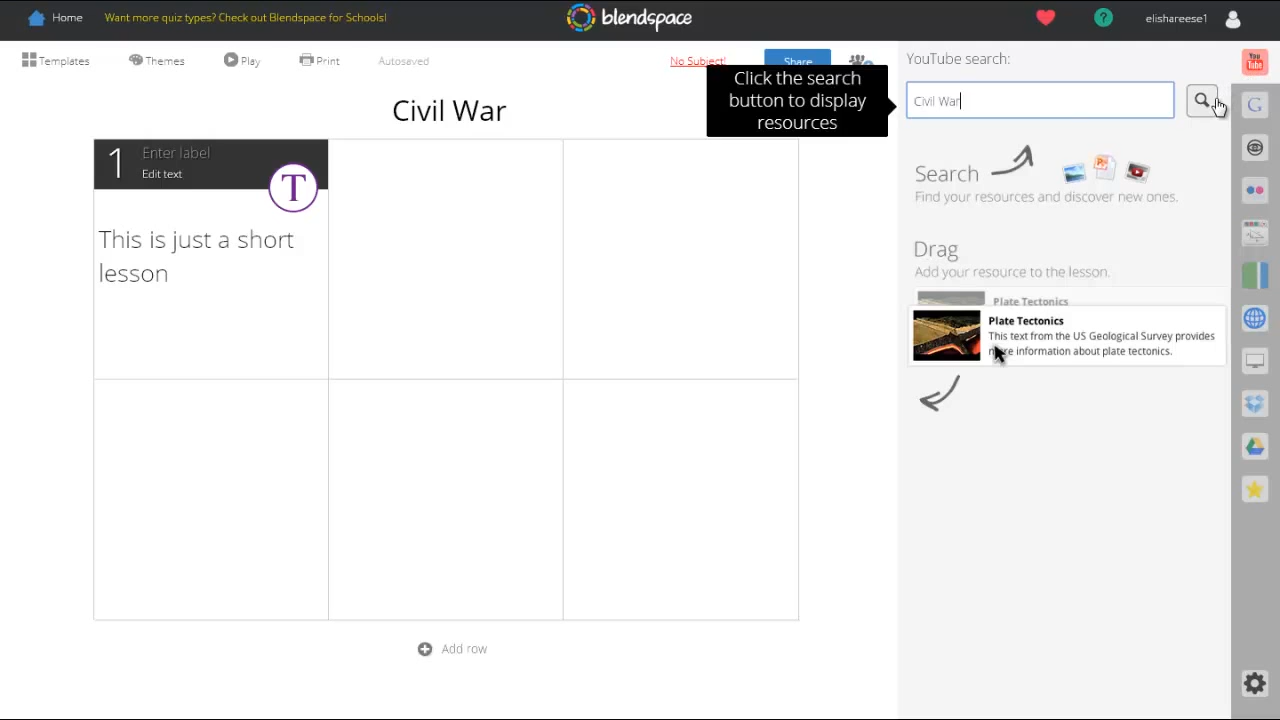 Home
Want more quiz types? Check out Blendspace for Schools!
blendspace
?
elishareese1
Templates
Themes
Play
Print
Autosaved
No Subject!
Share
YouTube search:
You
Tube
Click the search
button to display
resources
Civil War
G
Civil War
1
Enter label
Edit text
T
This is just a short
lesson
Search
Find your resources and discover new ones.
Drag
Add your resource to the lesson.
Plate Tectonics
Plate Tectonics
This text from the US Geological Survey provides
more information about plate tectonics.
Add row